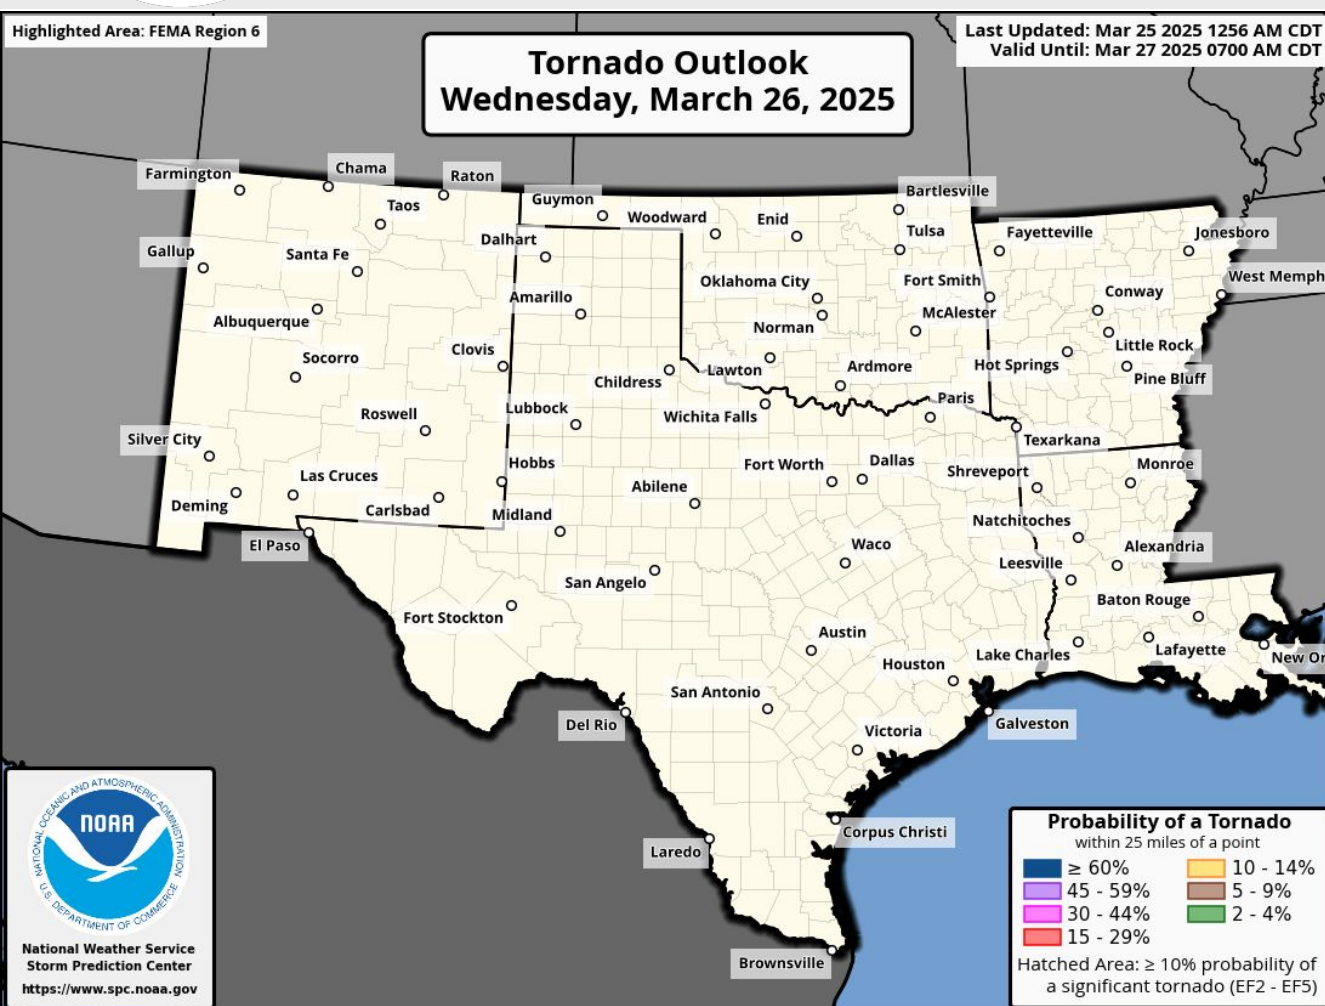 Highlighted Area: FEMA Region 6
Last Updated: Mar 25 2025 1256 AM CDT
Valid Until: Mar 27 2025 0700 AM CDT
Tornado Outlook
Wednesday, March 26, 2025
Farmington
Chama
Raton
Taos
Guymon
Woodward
Enid
Bartlesville
Tulsa
Fayetteville
Jonesboro
Gallup
Santa Fe
Dalhart
Oklahoma City
Fort Smith
West Memph
Amarillo
Conway
Albuquerque
Norman
McAlester
Little Rock
Socorro
Clovis
Childress
Lawton
Ardmore
Hot Springs
Pine Bluff
Roswell
Lubbock
Wichita Falls
Paris
Silver City
Texarkana
Las Cruces
Hobbs
Abilene
Fort Worth
Dallas
Shreveport
Monroe
Deming
Carlsbad
Midland
Natchitoches
El Paso
San Angelo
Waco
Leesville
Alexandria
Fort Stockton
Baton Rouge
Austin
Houston
Lake Charles
Lafayette
New Or
San Antonio
Del Rio
Victoria
Galveston
Laredo
Corpus Christi
Brownsville
NATIONAL OCEANIC AND ATMOSPHERIC ADMINISTRATION
NOAA
U.S. DEPARTMENT OF COMMERCE
National Weather Service
Storm Prediction Center
https://www.spc.noaa.gov
Probability of a Tornado
within 25 miles of a point
≥ 60%
10 - 14%
45 - 59%
5 - 9%
30 - 44%
2 - 4%
15 - 29%
Hatched Area: ≥ 10% probability of
a significant tornado (EF2 - EF5)